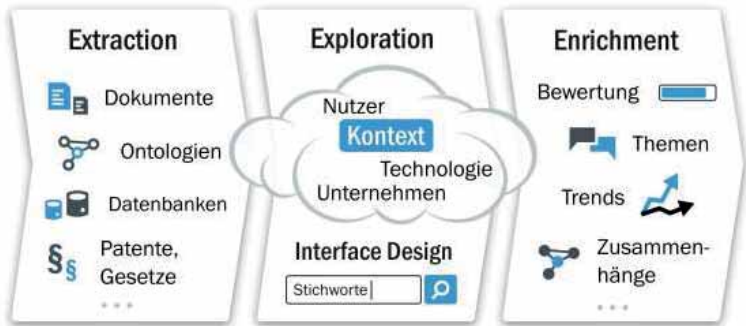 Extraction
Dokumente
Ontologien
Datenbanken
§§ Patente,
Gesetze
...
Exploration
Nutzer
Kontext
Technologie
Unternehmen
Interface Design
Stichworte
Enrichment
Bewertung
Themen
Trends
Zusammen-
hänge
...